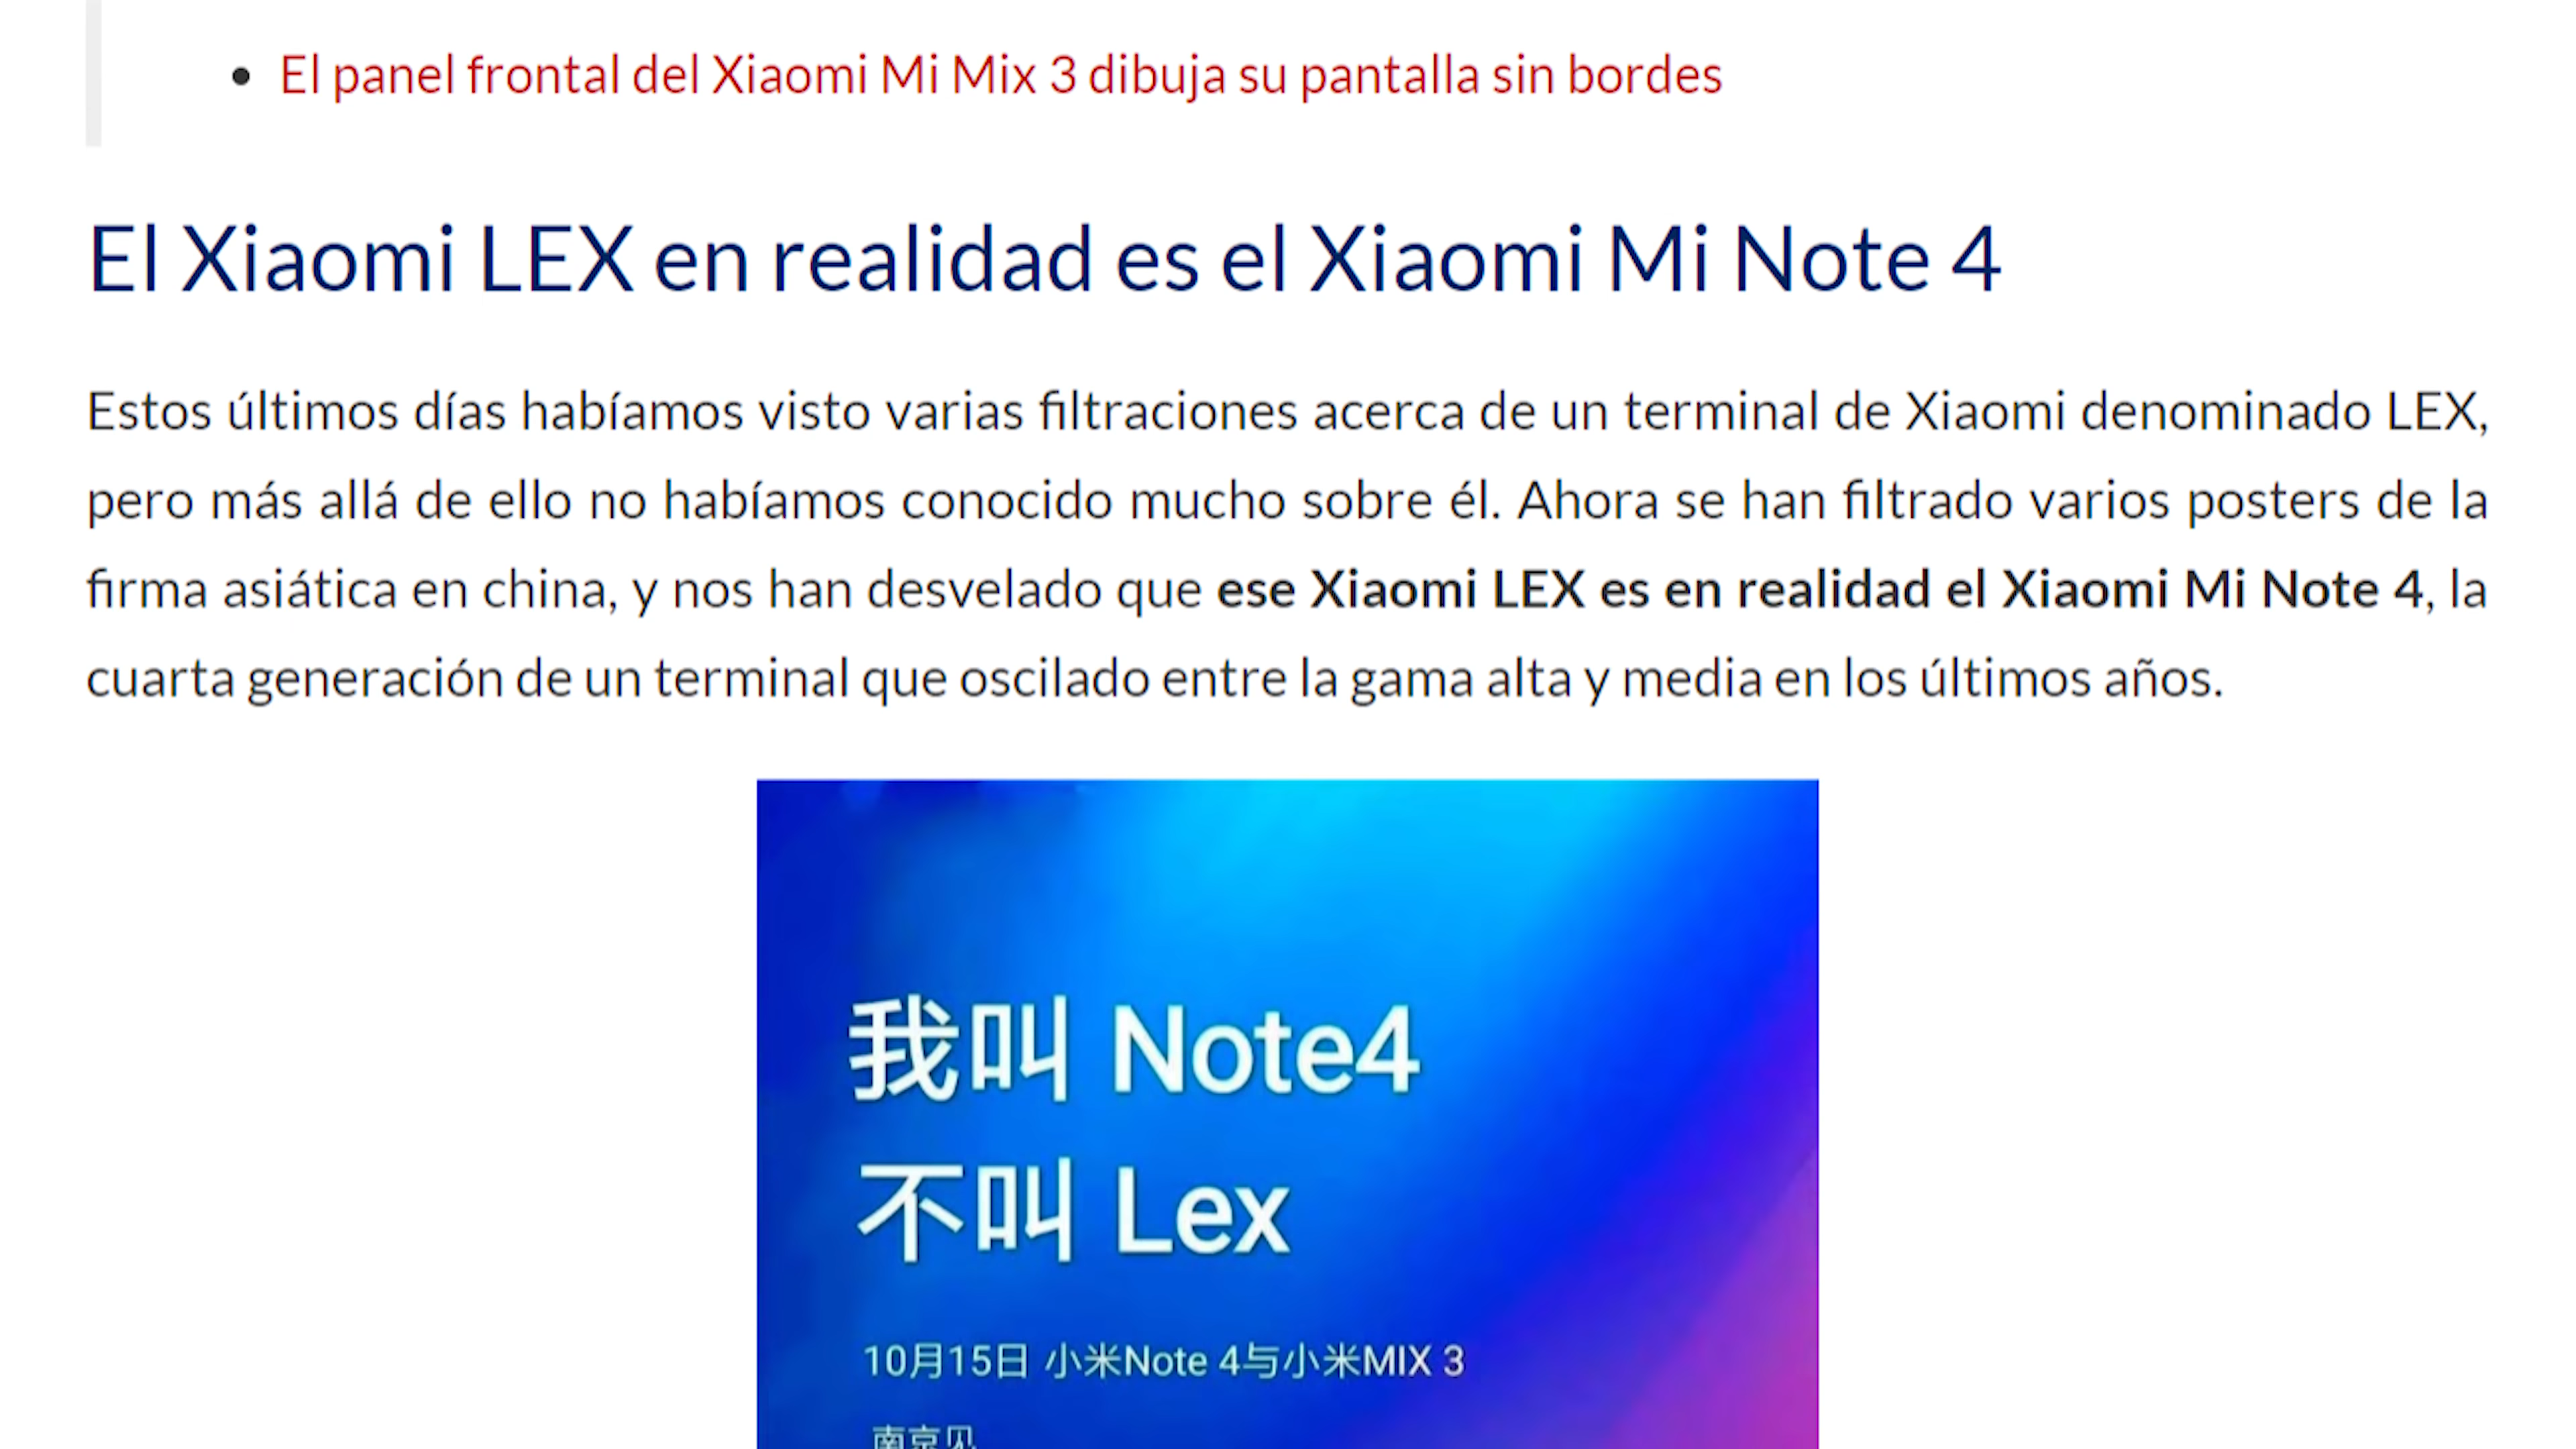 El panel frontal del Xiaomi Mi Mix 3 dibuja su pantalla sin bordes
El Xiaomi LEX en realidad es el Xiaomi Mi Note 4
Estos últimos días habíamos visto varias filtraciones acerca de un terminal de Xiaomi denominado LEX,
pero más allá de ello no habíamos conocido mucho sobre él. Ahora se han filtrado varios posters de la
firma asiática en china, y nos han desvelado que ese Xiaomi LEX es en realidad el Xiaomi Mi Note 4, la
cuarta generación de un terminal que oscilado entre la gama alta y media en los últimos años.
我叫 Note4
不叫 Lex
10月15日 小米Note 4与小米MIX 3
南京见